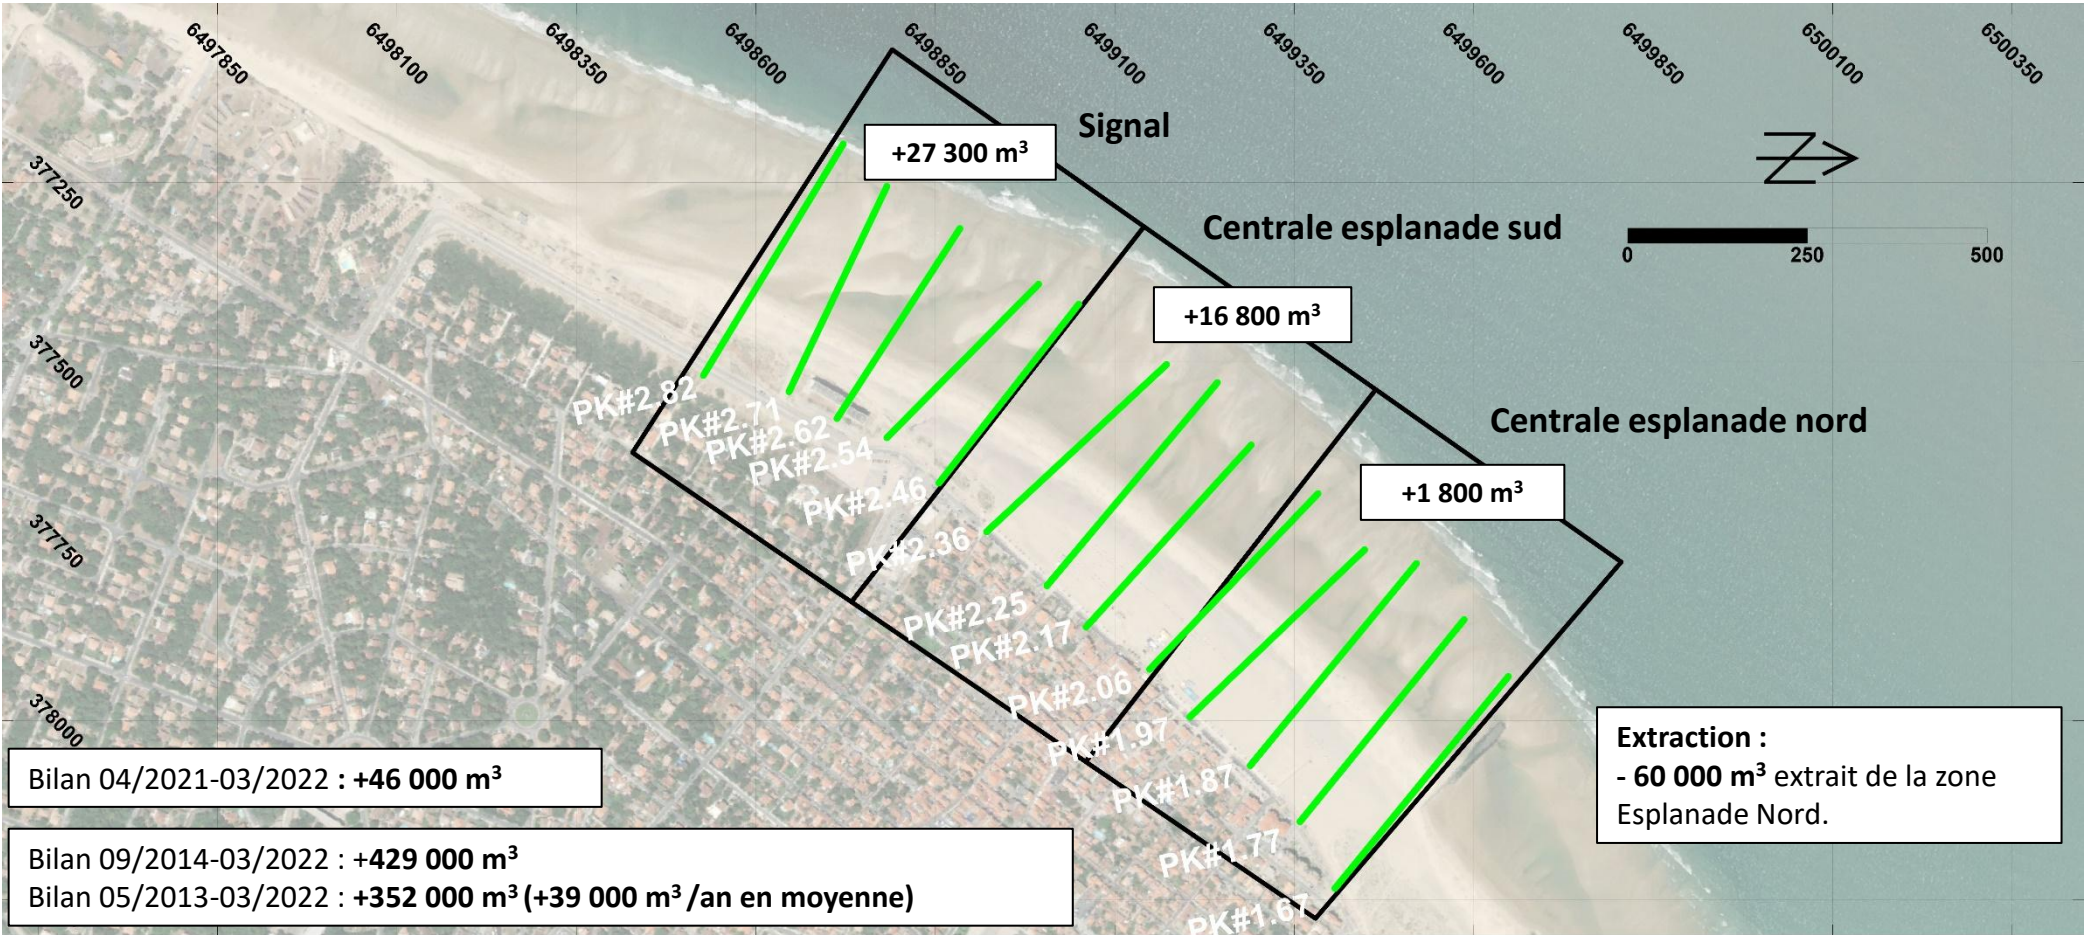 6497850
6498100
6498350
6498600
6498850
6499100
6499350
6499600
6499850
6500100
6500350
Signal
+27 300 m³
377250
Centrale esplanade sud
0 250 500
+16 800 m³
377500
Centrale esplanade nord
+1 800 m³
PK#2.82
PK#2.71
PK#2.62
PK#2.54
PK#2.46
PK#2.36
PK#2.25
PK#2.17
PK#2.06
PK#1.97
PK#1.87
PK#1.77
PK#1.67
377750
378000
Extraction :
- 60 000 m³ extrait de la zone
Esplanade Nord.
Bilan 04/2021-03/2022 : +46 000 m³
Bilan 09/2014-03/2022 : +429 000 m³
Bilan 05/2013-03/2022 : +352 000 m³ (+39 000 m³ /an en moyenne)